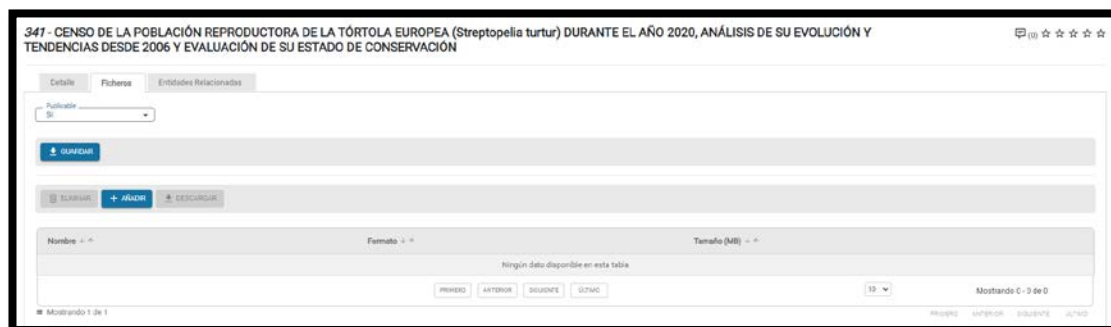 341 - CENSO DE LA POBLACIÓN REPRODUCTORA DE LA TÓRTOLA EUROPEA (Streptopelia turtur) DURANTE EL AÑO 2020, ANÁLISIS DE SU EVOLUCIÓN Y
TENDENCIAS DESDE 2006 Y EVALUACIÓN DE SU ESTADO DE CONSERVACIÓN
(0)
Detalle Ficheros Entidades Relacionadas
Publicable
Si
GUARDAR
ELIMINAR + AÑADIR DESCARGAR
Nombre Formato Tamaño (MB)
Ningún dato disponible en esta tabla
PRIMERO ANTERIOR SIGUIENTE ÚLTIMO 10 Mostrando 0 - 0 de 0
Mostrando 1 de 1 PRIMERO ANTERIOR SIGUIENTE ÚLTIMO